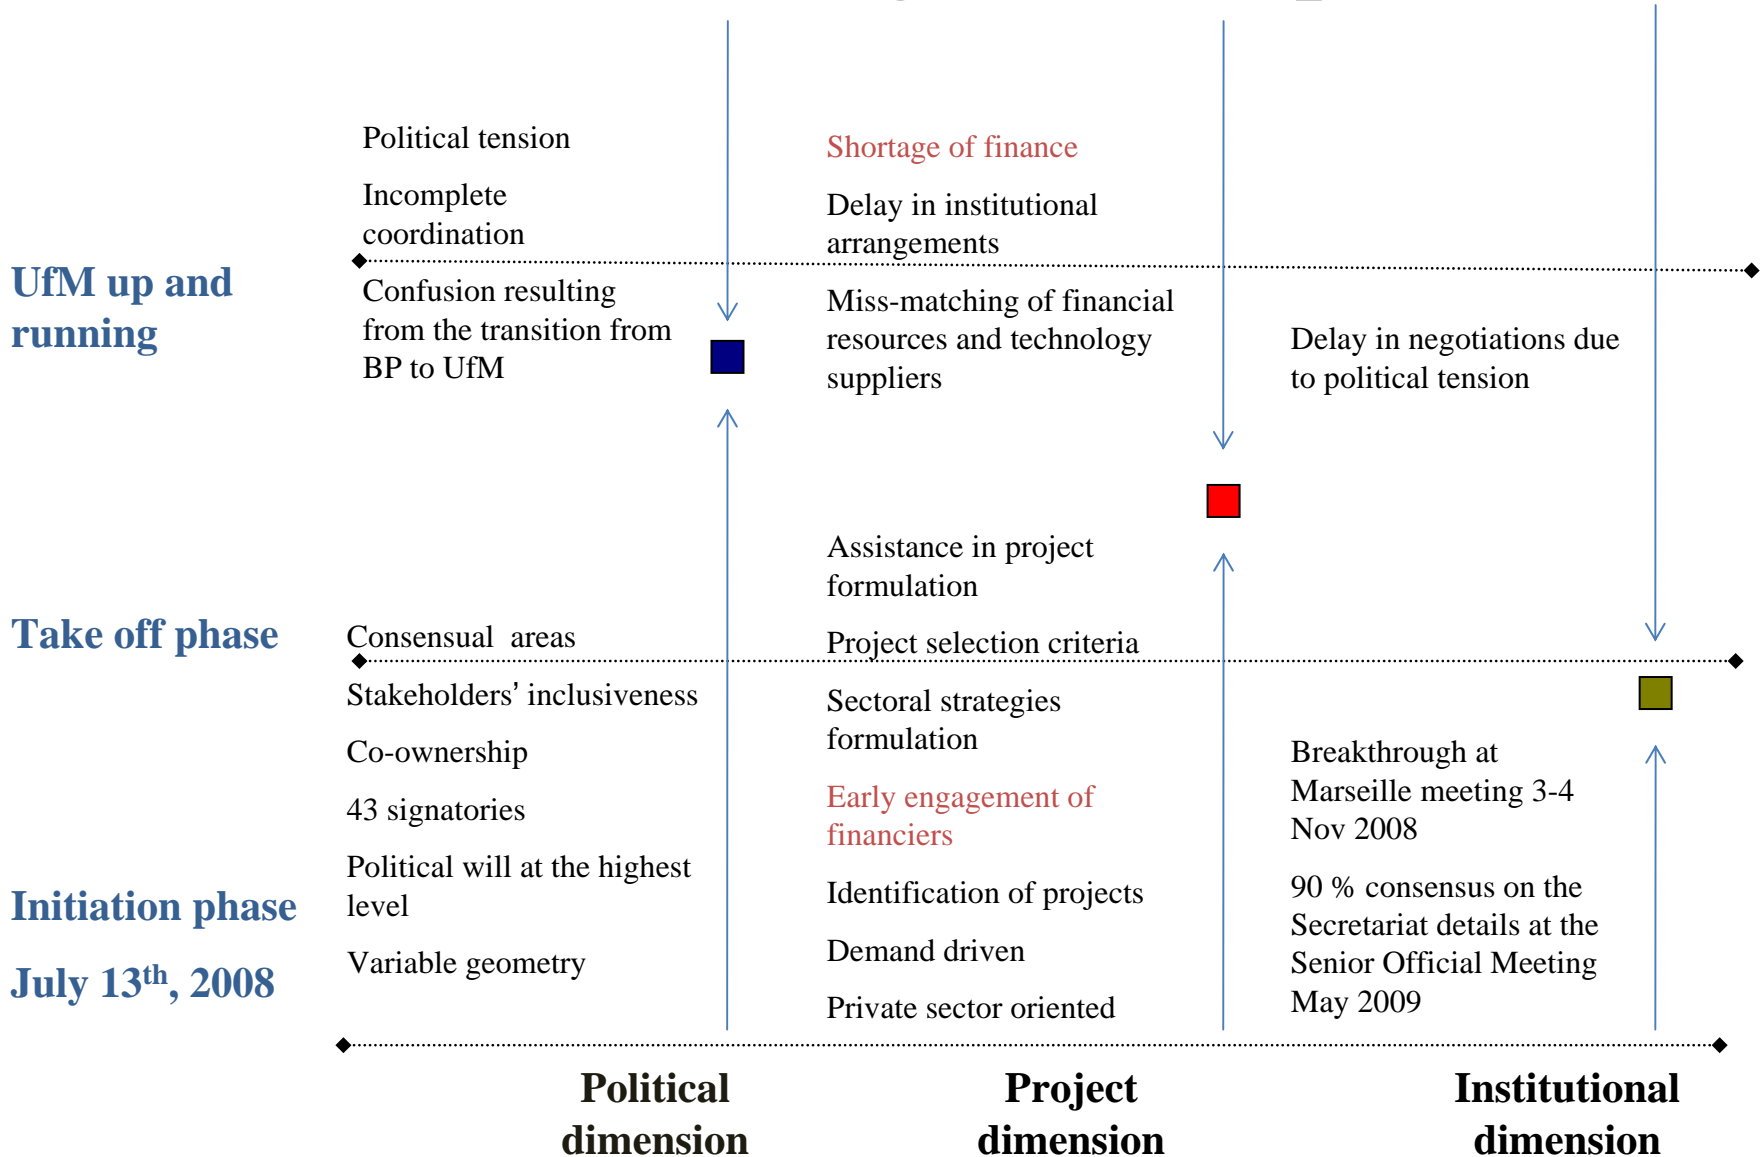 Political tension
Incomplete
coordination
Confusion resulting
from the transition from
BP to UfM
Shortage of finance
Delay in institutional
arrangements
Miss-matching of financial
resources and technology
suppliers
Delay in negotiations due
to political tension
UfM up and
running
Take off phase
Initiation phase
July 13th, 2008
Consensual areas
Stakeholders’ inclusiveness
Co-ownership
43 signatories
Political will at the highest
level
Variable geometry
Assistance in project
formulation
Project selection criteria
Sectoral strategies
formulation
Early engagement of
financiers
Identification of projects
Demand driven
Private sector oriented
Breakthrough at
Marseille meeting 3-4
Nov 2008
90 % consensus on the
Secretariat details at the
Senior Official Meeting
May 2009
Political
dimension
Project
dimension
Institutional
dimension